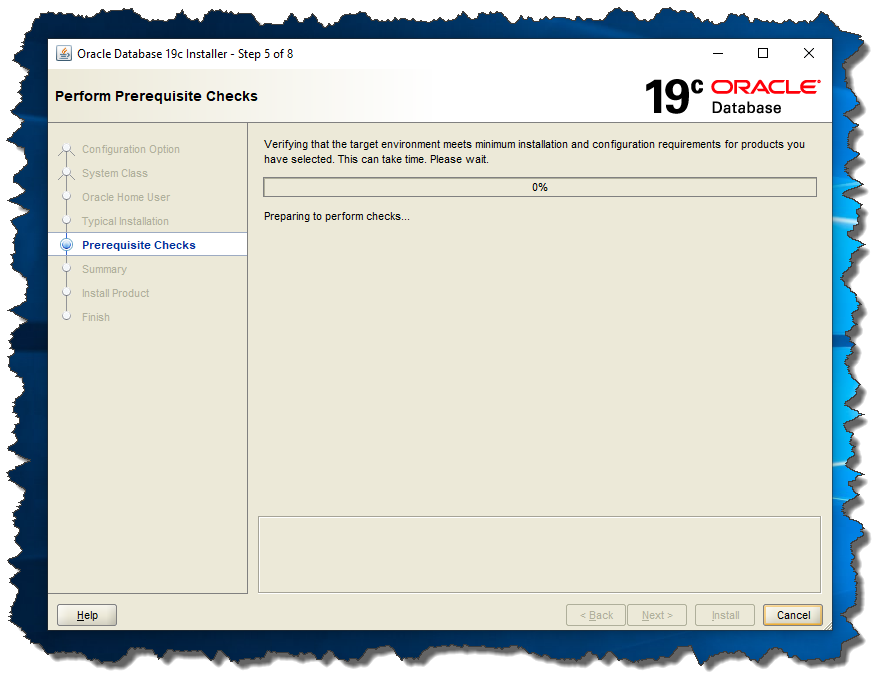 Oracle Database 19c Installer - Step 5 of 8
Perform Prerequisite Checks
19c ORACLE®
Database
Configuration Option
System Class
Oracle Home User
Typical Installation
Prerequisite Checks
Summary
Install Product
Finish
Verifying that the target environment meets minimum installation and configuration requirements for products you
have selected. This can take time. Please wait.
0%
Preparing to perform checks...
Help
< Back
Next >
Install
Cancel